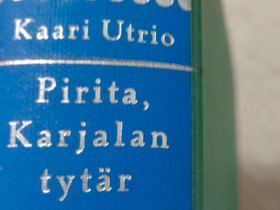 Kaari Utrio
Pirita,
Karjalan
tytär